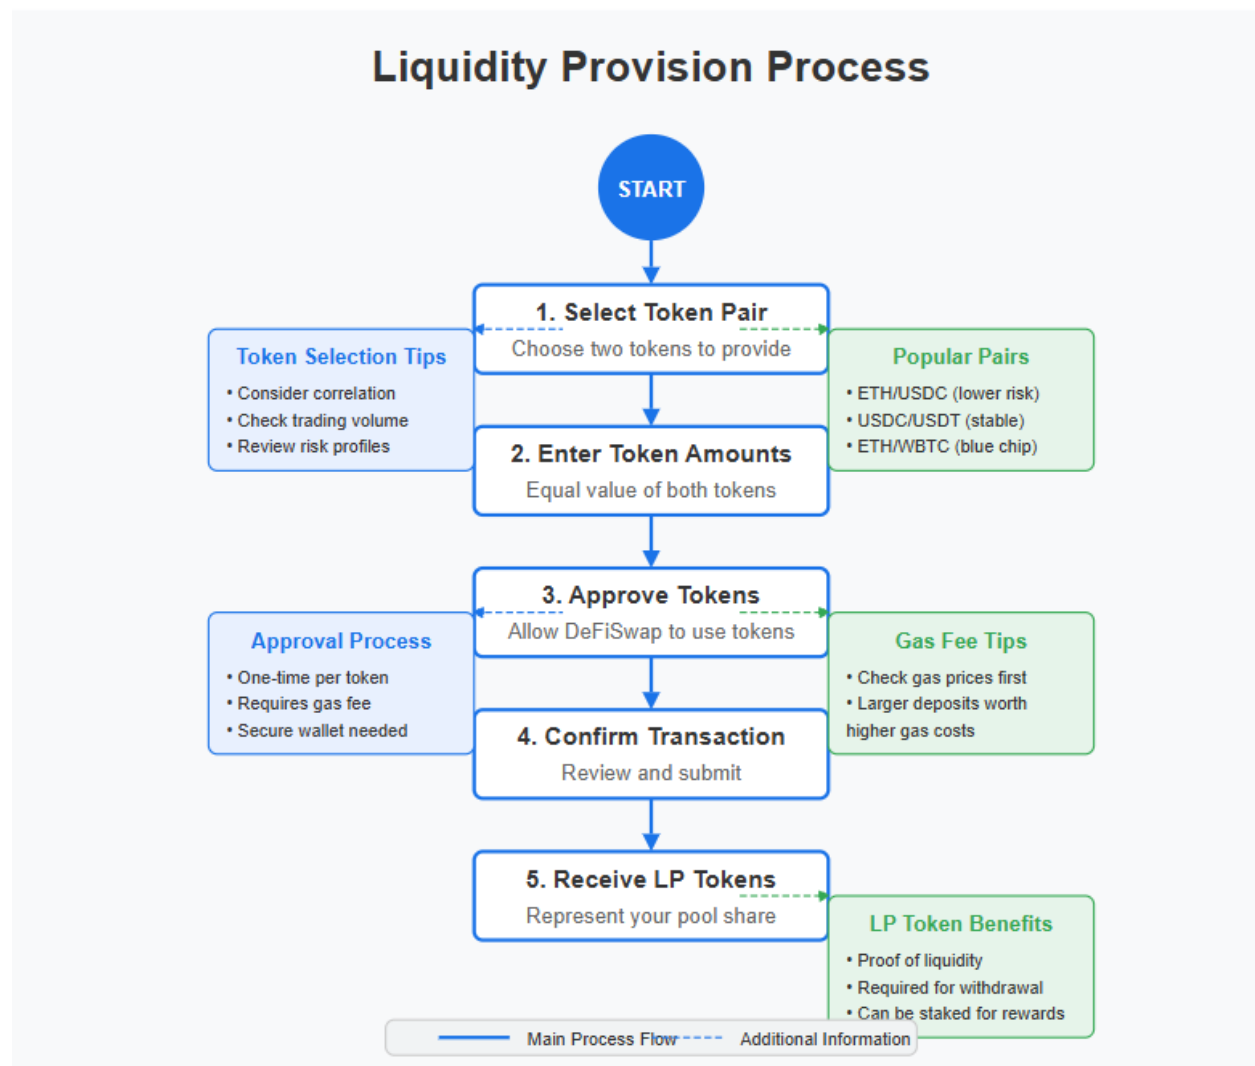 Liquidity Provision Process
START
1. Select Token Pair
Choose two tokens to provide
Token Selection Tips
• Consider correlation
• Check trading volume
• Review risk profiles
Popular Pairs
• ETH/USDC (lower risk)
• USDC/USDT (stable)
• ETH/WBTC (blue chip)
2. Enter Token Amounts
Equal value of both tokens
3. Approve Tokens
Allow DeFiSwap to use tokens
Approval Process
• One-time per token
• Requires gas fee
• Secure wallet needed
Gas Fee Tips
• Check gas prices first
• Larger deposits worth
higher gas costs
4. Confirm Transaction
Review and submit
5. Receive LP Tokens
Represent your pool share
LP Token Benefits
• Proof of liquidity
• Required for withdrawal
• Can be staked for rewards
Main Process Flow
Additional Information